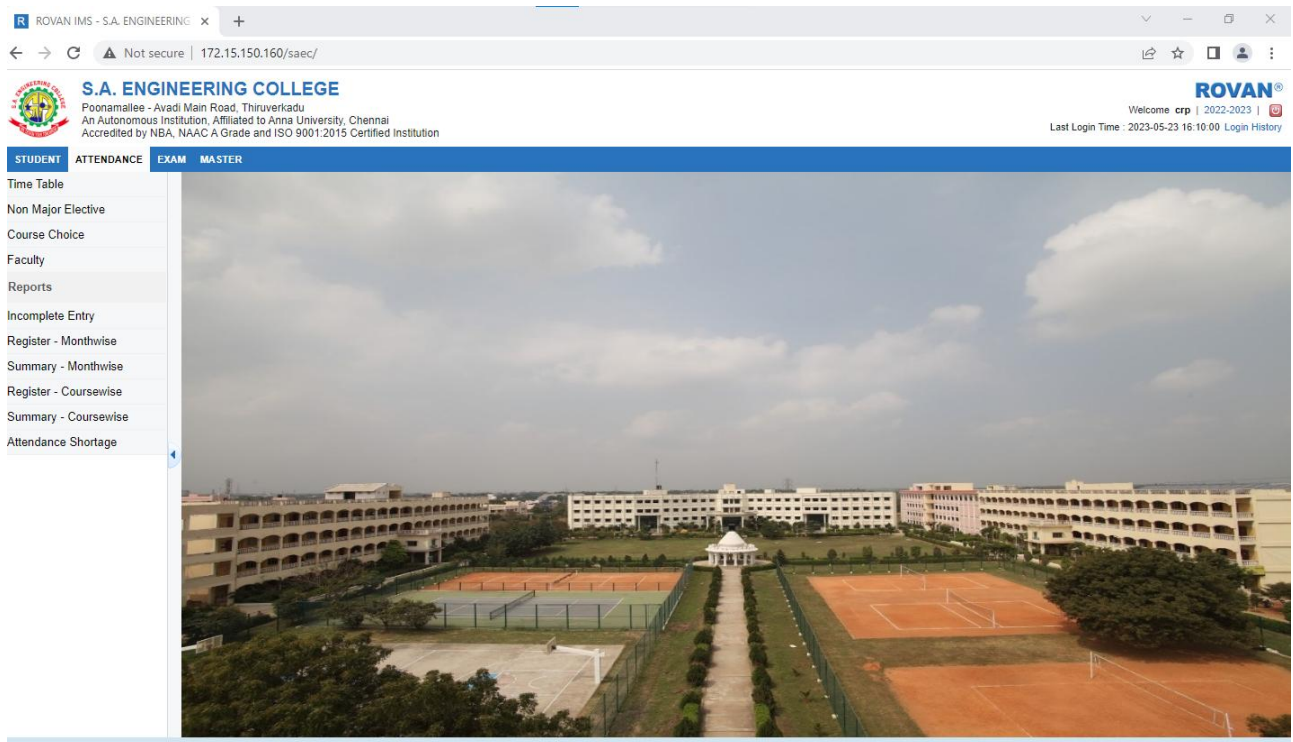 R ROVAN IMS - S.A. ENGINEERING
Not secure | 172.15.150.160/saec/
S.A. ENGINEERING COLLEGE
Poonamallee - Avadi Main Road, Thiruverkadu
An Autonomous Institution, Affiliated to Anna University, Chennai
Accredited by NBA, NAAC A Grade and ISO 9001:2015 Certified Institution
ROVAN®
Welcome crp | 2022-2023 |
Last Login Time : 2023-05-23 16:10:00 Login History
STUDENT ATTENDANCE EXAM MASTER
Time Table
Non Major Elective
Course Choice
Faculty
Reports
Incomplete Entry
Register - Monthwise
Summary - Monthwise
Register - Coursewise
Summary - Coursewise
Attendance Shortage